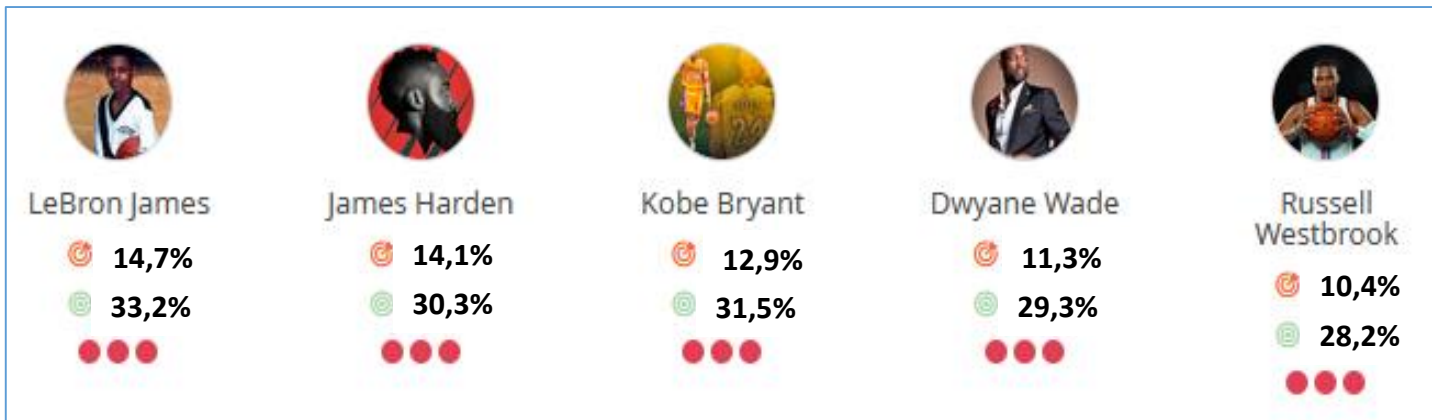 LeBron James
14,7%
33,2%
James Harden
14,1%
30,3%
Kobe Bryant
12,9%
31,5%
Dwyane Wade
11,3%
29,3%
Russell
Westbrook
10,4%
28,2%
24